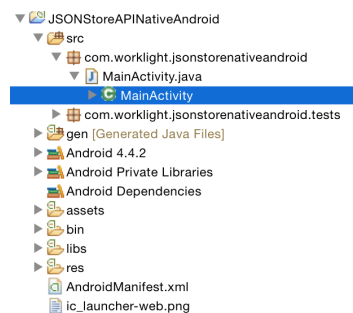 JSONStoreAPINativeAndroid
src
com.worklight.jsonstorenativeandroid
MainActivity.java
MainActivity
com.worklight.jsonstorenativeandroid.tests
gen [Generated Java Files]
Android 4.4.2
Android Private Libraries
Android Dependencies
assets
bin
libs
res
AndroidManifest.xml
ic_launcher-web.png